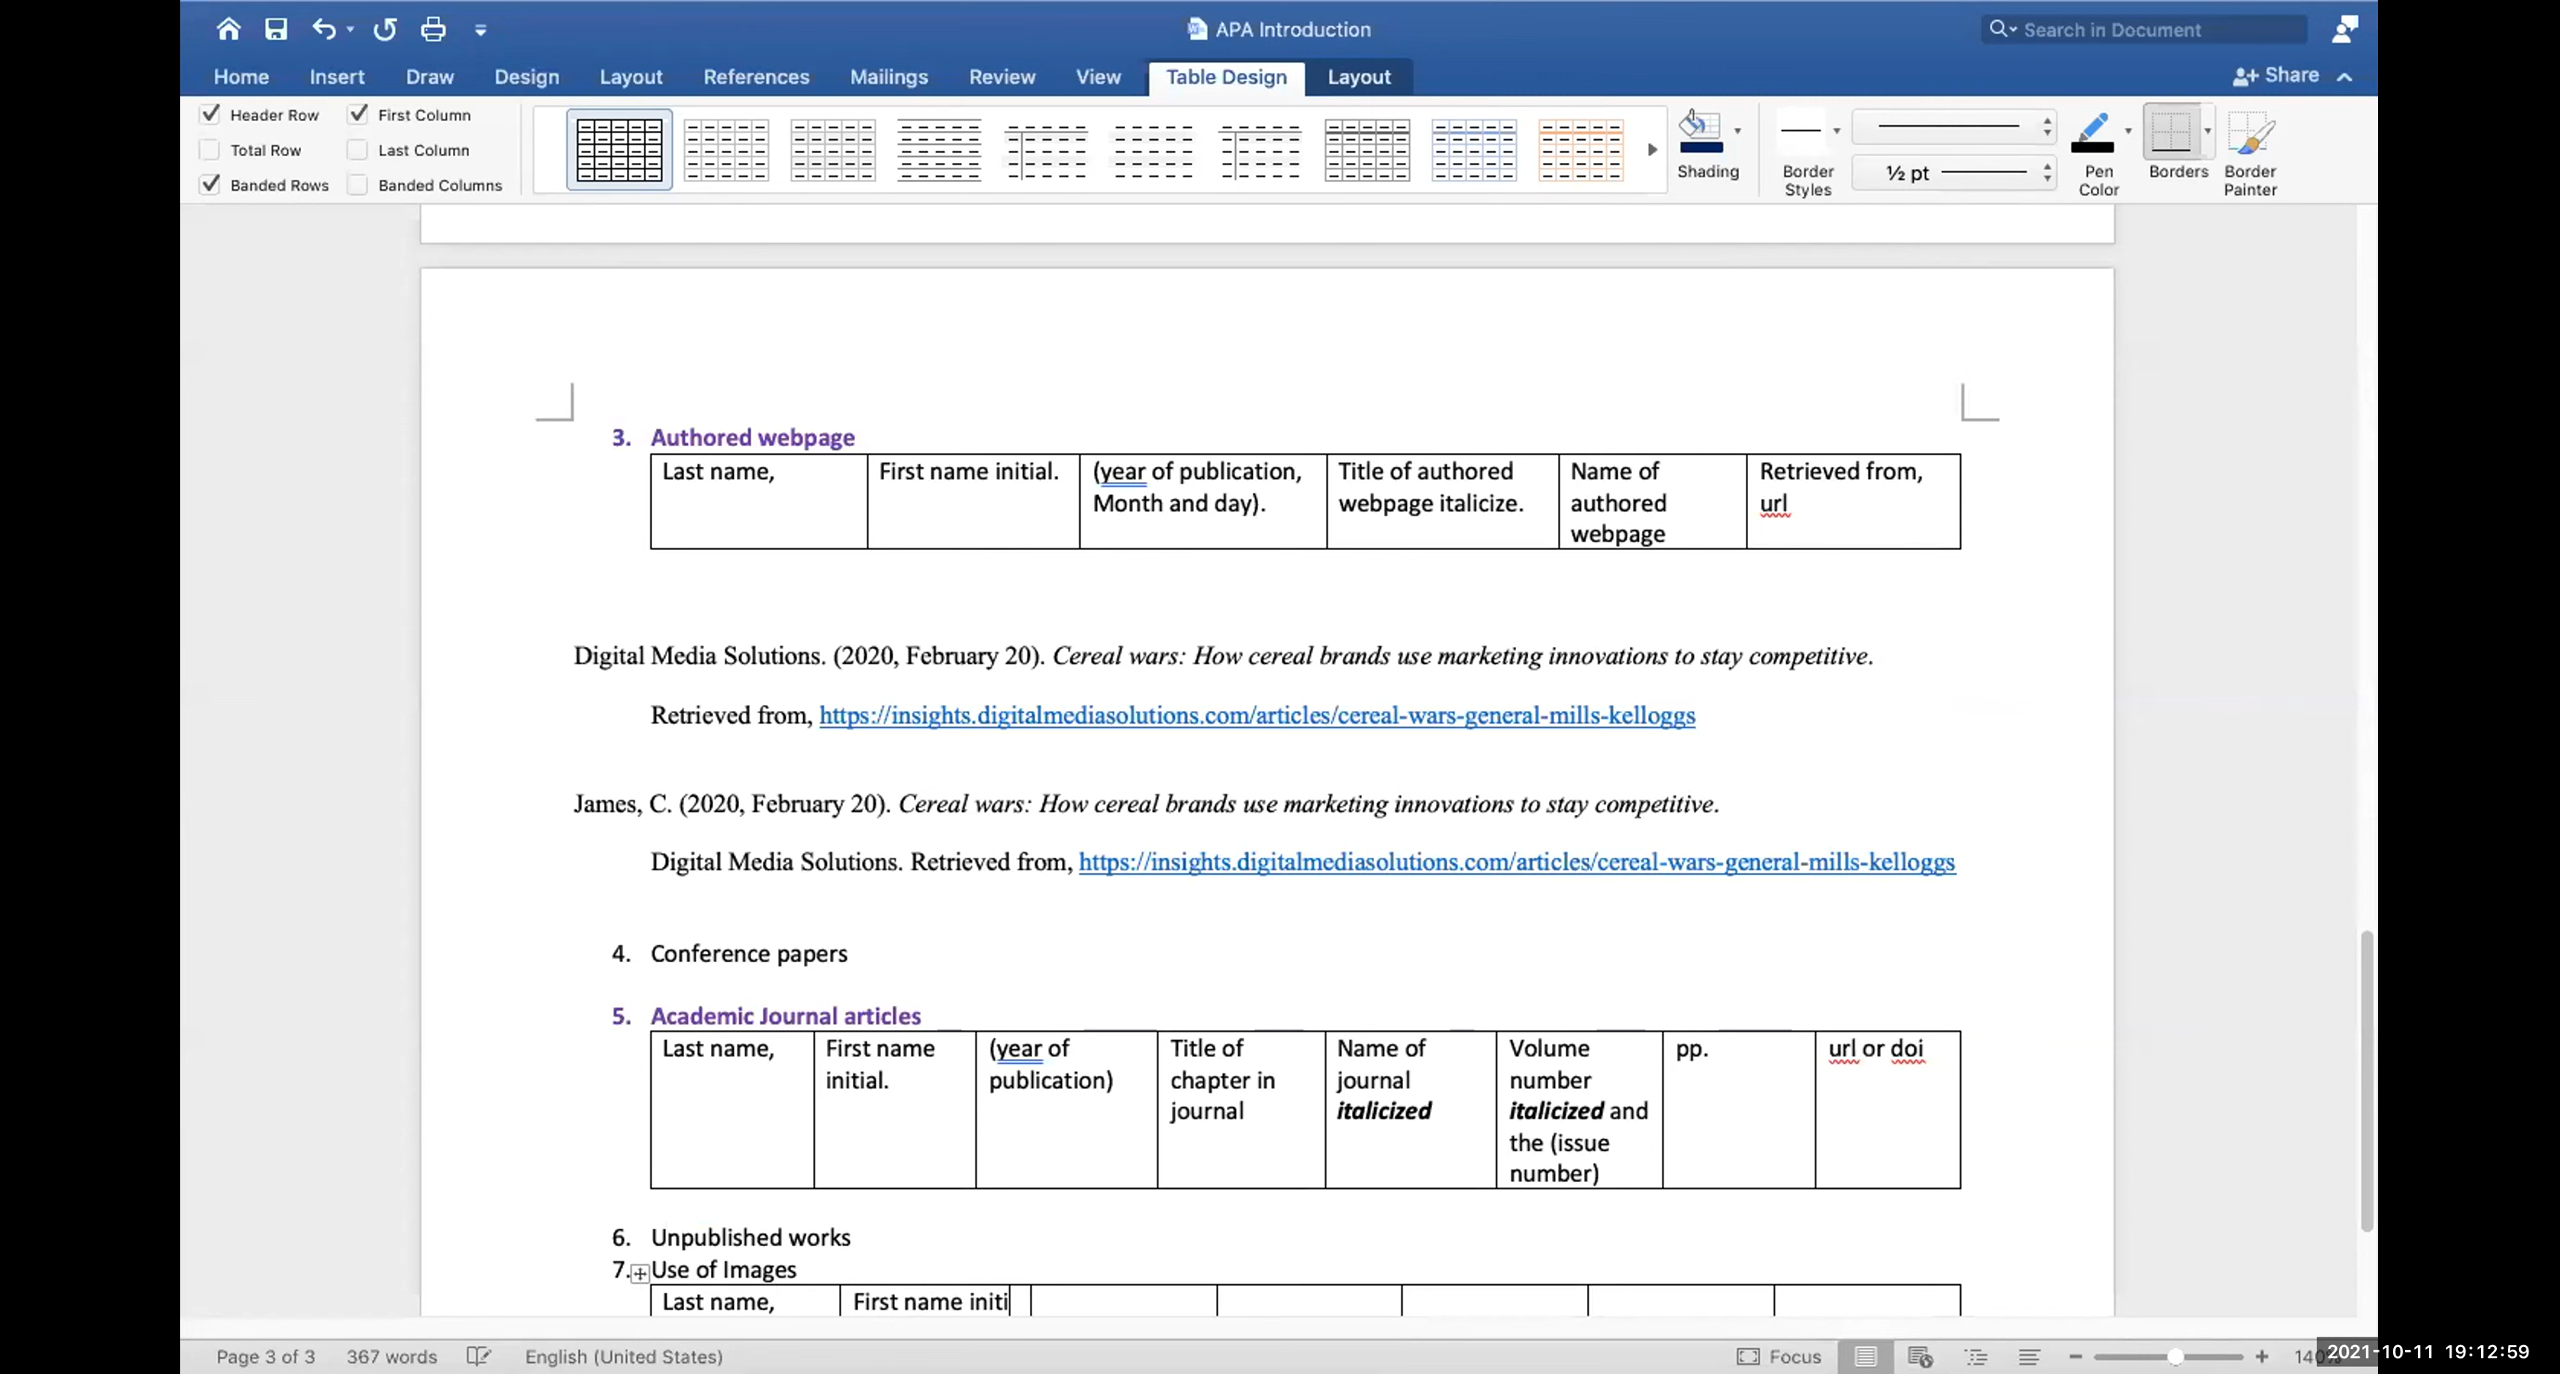 APA Introduction
Search in Document
Home Insert Draw Design Layout References Mailings Review View Table Design Layout
Share
Header Row First Column
Total Row Last Column
Banded Rows Banded Columns
Shading
Border Styles
½ pt
Pen Color
Borders
Border Painter
3. Authored webpage
Last name, First name initial. (year of publication, Title of authored Name of Retrieved from,
Month and day). webpage italicize. authored url
webpage
Digital Media Solutions. (2020, February 20). Cereal wars: How cereal brands use marketing innovations to stay competitive.
Retrieved from, https://insights.digitalmediasolutions.com/articles/cereal-wars-general-mills-kelloggs
James, C. (2020, February 20). Cereal wars: How cereal brands use marketing innovations to stay competitive.
Digital Media Solutions. Retrieved from, https://insights.digitalmediasolutions.com/articles/cereal-wars-general-mills-kelloggs
4. Conference papers
5. Academic Journal articles
Last name, First name (year of Title of Name of Volume pp. url or doi
initial. publication) chapter in journal number
journal italicized italicized and
the (issue
number)
6. Unpublished works
7. Use of Images
Last name, First name initi
Page 3 of 3 367 words English (United States) Focus
2021-10-11 19:12:59